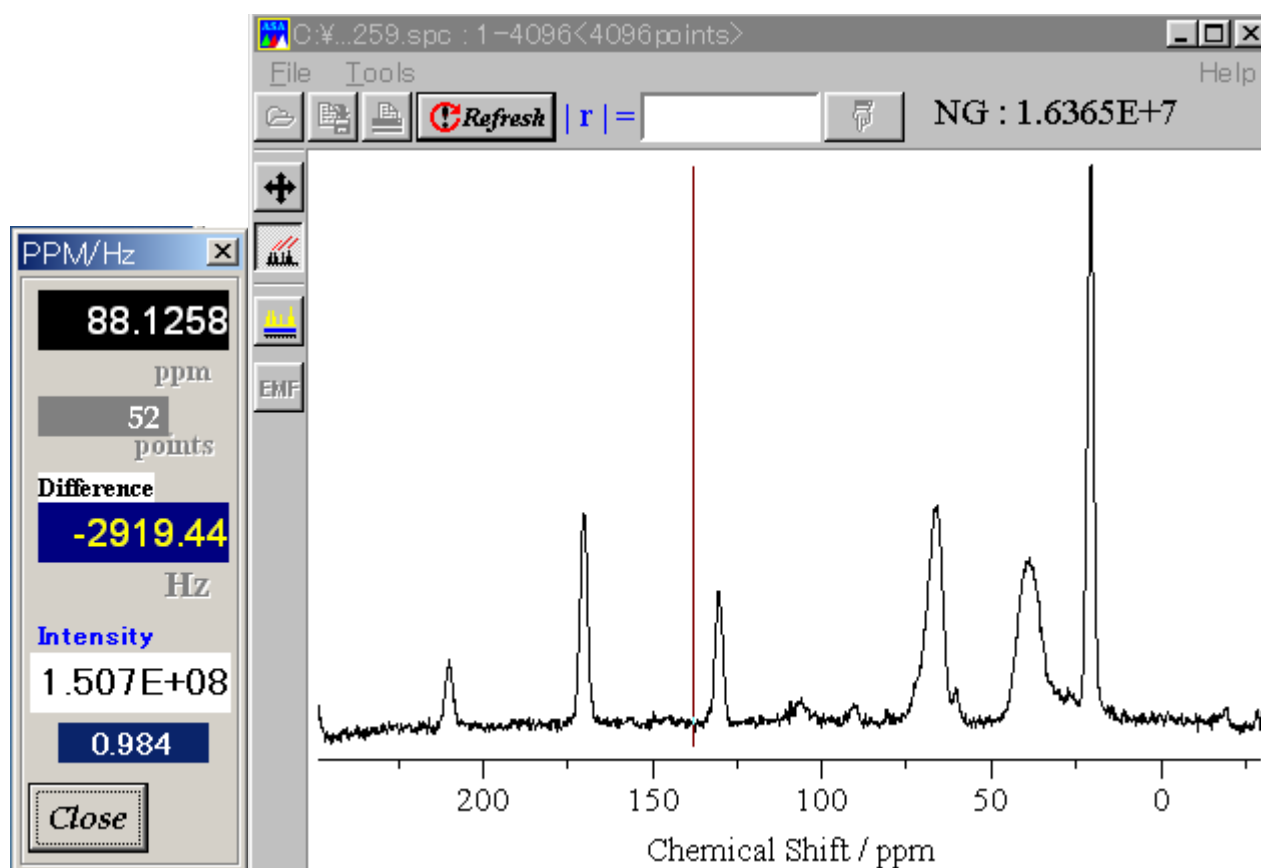 ASA C:¥...259.spc : 1-4096<4096points>
File Tools Help
Refresh | r | = NG : 1.6365E+7
EMF
200 150 100 50 0
Chemical Shift / ppm
PPM/Hz
88.1258
ppm
52
points
Difference
-2919.44
Hz
Intensity
1.507E+08
0.984
Close